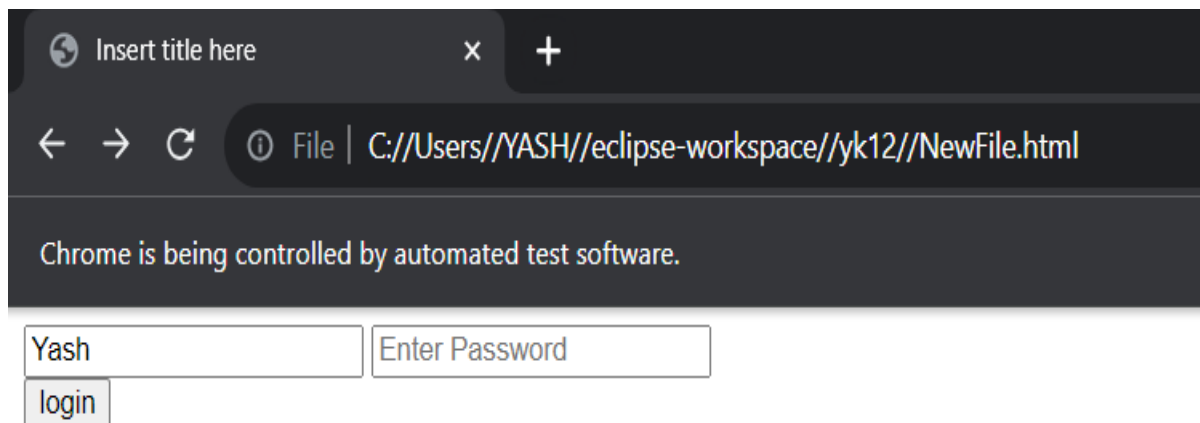 Insert title here
File C://Users//YASH//eclipse-workspace//yk12//NewFile.html
Chrome is being controlled by automated test software.
Yash Enter Password
login